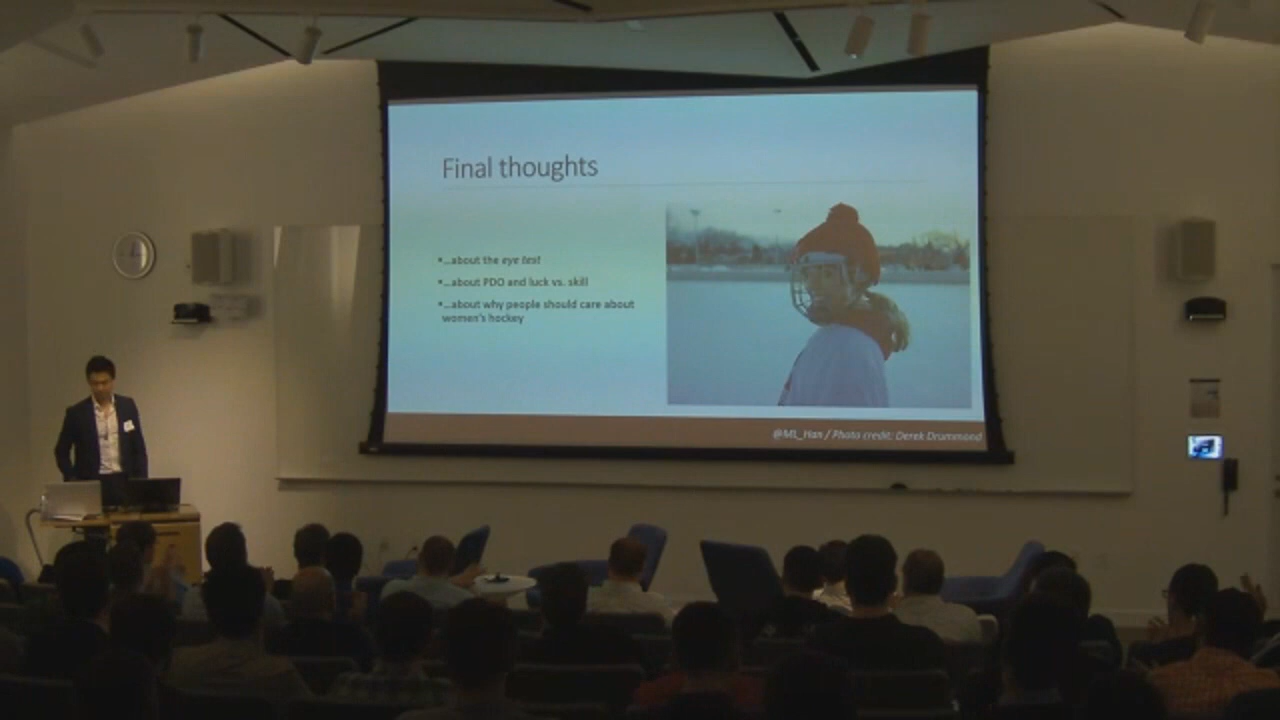 Final thoughts
▪...about the eye test
▪...about PDO and luck vs. skill
▪...about why people should care about
women's hockey
@ML_Han / Photo credit: Derek Drummond